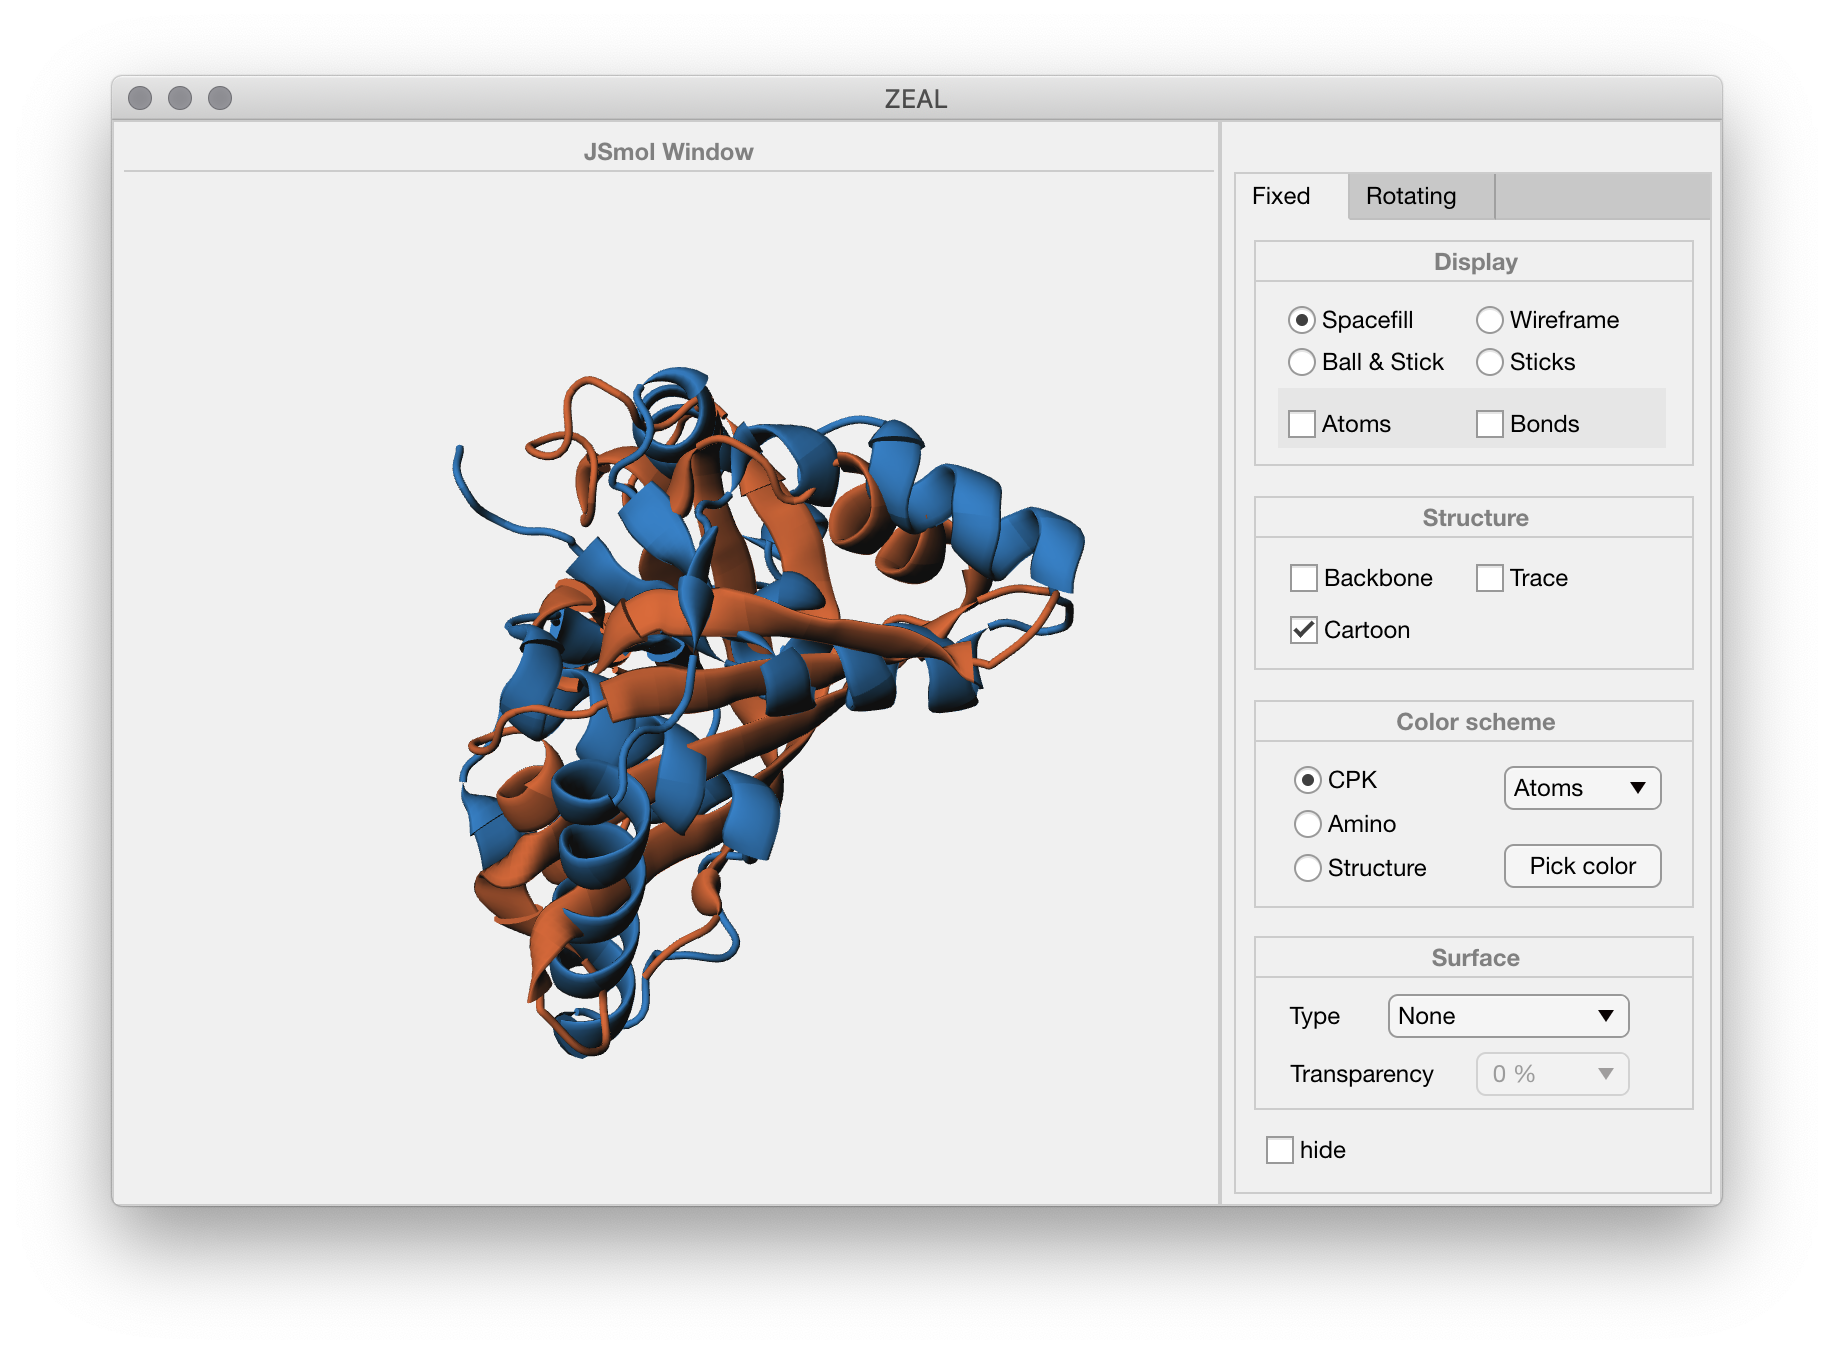 ZEAL
JSmol Window
Fixed Rotating
Display
Spacefill Wireframe
Ball & Stick Sticks
Atoms Bonds
Structure
Backbone Trace
Cartoon
Color scheme
CPK Atoms
Amino
Structure Pick color
Surface
Type None
Transparency 0 %
hide